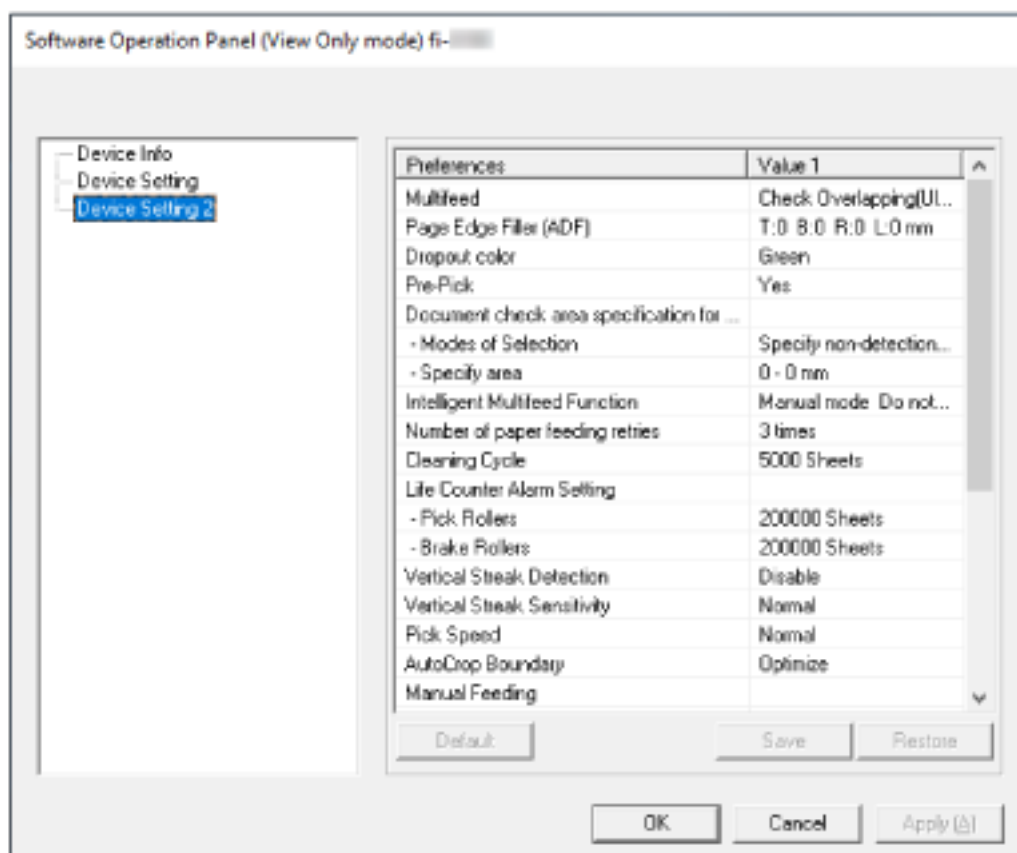 Software Operation Panel (View Only mode) fi-
Device Info
Device Setting
Device Setting 2
Preferences Value 1
Multifeed Check Overlapping(Ul...
Page Edge Filler (ADF) T:0 B:0 R:0 L:0 mm
Dropout color Green
Pre-Pick Yes
Document check area specification for ...
- Modes of Selection Specify non-detection...
- Specify area 0 - 0 mm
Intelligent Multifeed Function Manual mode Do not...
Number of paper feeding retries 3 times
Cleaning Cycle 5000 Sheets
Life Counter Alarm Setting
- Pick Rollers 200000 Sheets
- Brake Rollers 200000 Sheets
Vertical Streak Detection Disable
Vertical Streak Sensitivity Normal
Pick Speed Normal
AutoCrop Boundary Optimize
Manual Feeding
Default Save Restore
OK Cancel Apply (A)